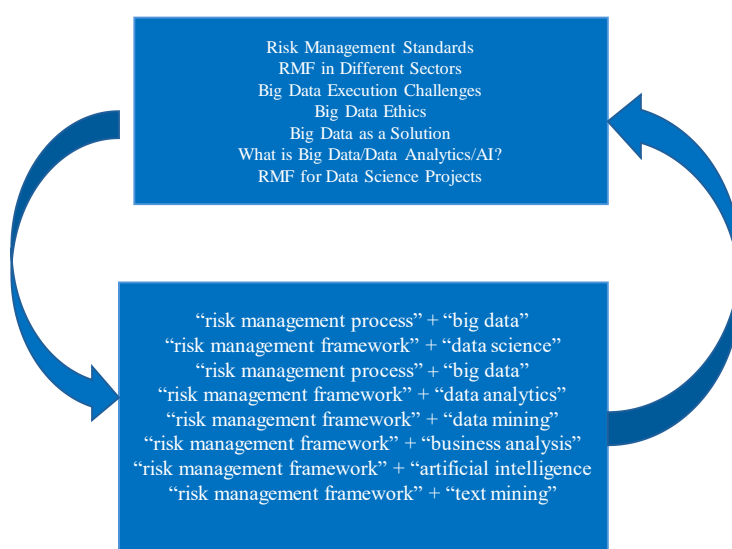 Risk Management Standards
RMF in Different Sectors
Big Data Execution Challenges
Big Data Ethics
Big Data as a Solution
What is Big Data/Data Analytics/AI?
RMF for Data Science Projects
“risk management process” + “big data”
“risk management framework” + “data science”
“risk management process” + “big data”
“risk management framework” + “data analytics”
“risk management framework” + “data mining”
“risk management framework” + “business analysis”
“risk management framework” + “artificial intelligence
“risk management framework” + “text mining”